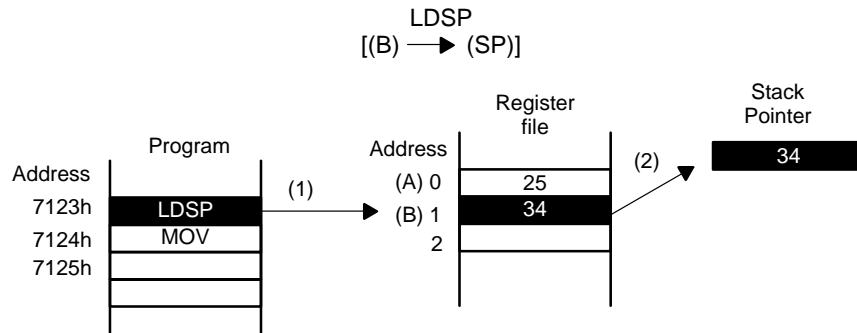 LDSP
[(B) ⟶ (SP)]
Program
Address
7123h
LDSP
7124h
MOV
7125h
(1)
Register
file
Address
(A) 0
25
(B) 1
34
2
(2)
Stack
Pointer
34